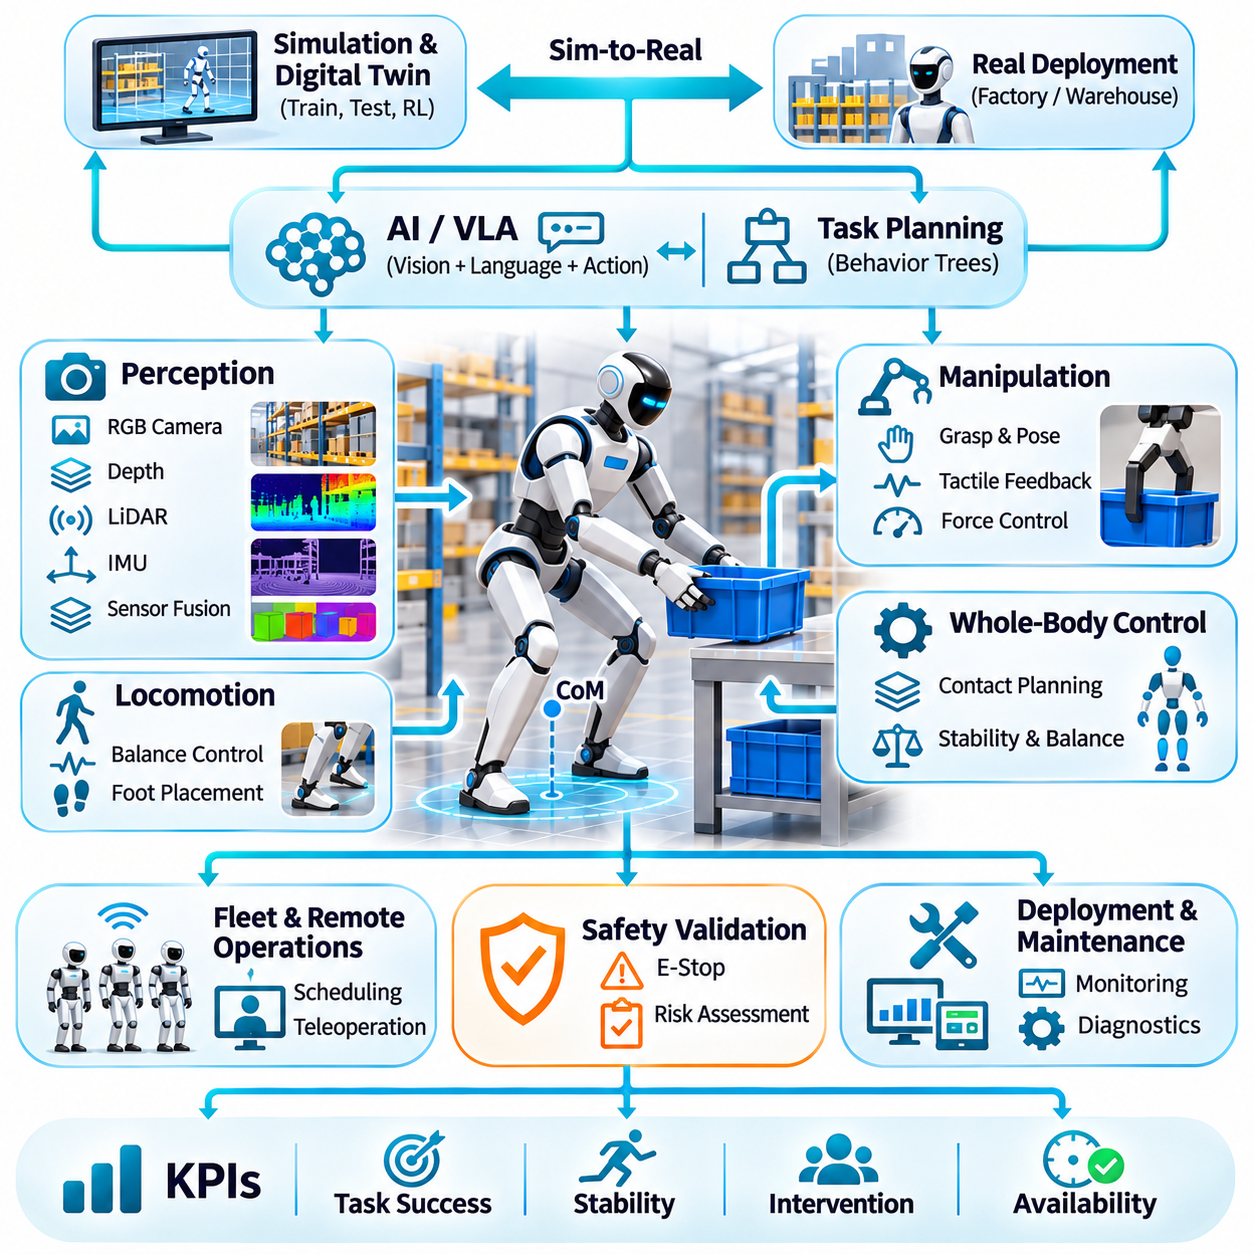 Simulation &
Digital Twin
(Train, Test, RL)
Sim-to-Real
Real Deployment
(Factory / Warehouse)
AI / VLA
(Vision + Language + Action)
Task Planning
(Behavior Trees)
Perception
RGB Camera
Depth
LiDAR
IMU
Sensor Fusion
Manipulation
Grasp & Pose
Tactile Feedback
Force Control
Locomotion
Balance Control
Foot Placement
CoM
Whole-Body Control
Contact Planning
Stability & Balance
Fleet & Remote
Operations
Scheduling
Teleoperation
Safety Validation
E-Stop
Risk Assessment
Deployment &
Maintenance
Monitoring
Diagnostics
KPIs
Task Success
Stability
Intervention
Availability